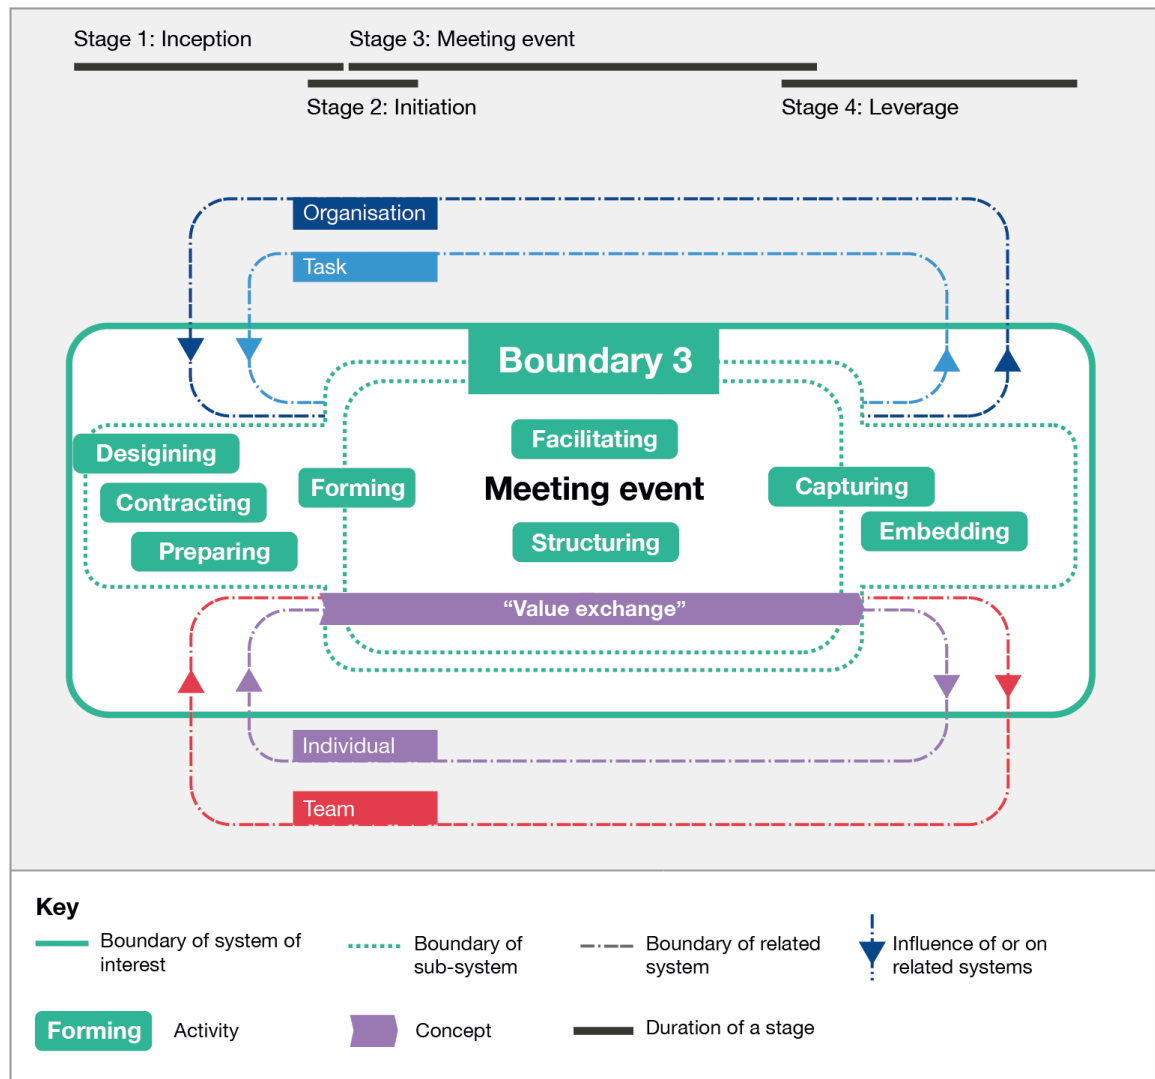 Stage 1: Inception
Stage 3: Meeting event
Stage 2: Initiation
Stage 4: Leverage
Organisation
Task
Boundary 3
Facilitating
Desigining
Forming
Meeting event
Capturing
Contracting
Structuring
Embedding
Preparing
“Value exchange”
Individual
Team
Key
Boundary of system of
interest
Boundary of
sub-system
Boundary of related
system
Influence of or on
related systems
Forming
Activity
Concept
Duration of a stage